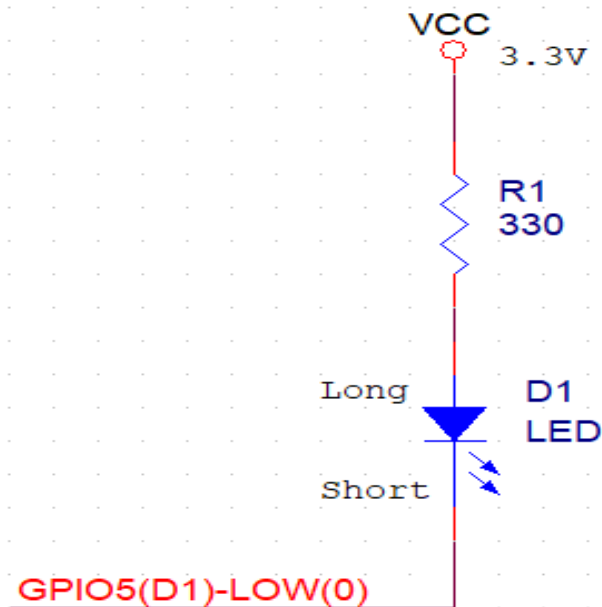 VCC
3.3V
R1
330
Long
D1
LED
Short
GPIO5(D1)-LOW(0)